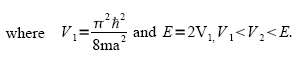 where V₁ = π²ℏ² / 8ma² and E=2V₁, V₁<V₂<E.